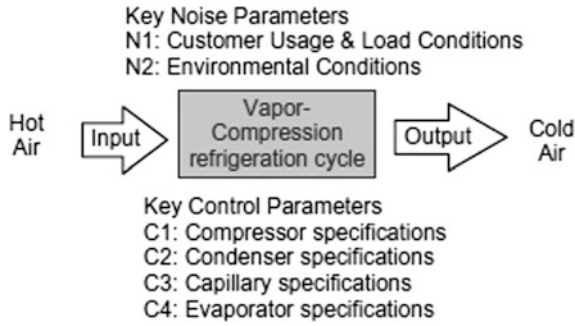 Key Noise Parameters
N1: Customer Usage & Load Conditions
N2: Environmental Conditions
Hot
Air
Input
Vapor-
Compression
refrigeration cycle
Output
Cold
Air
Key Control Parameters
C1: Compressor specifications
C2: Condenser specifications
C3: Capillary specifications
C4: Evaporator specifications